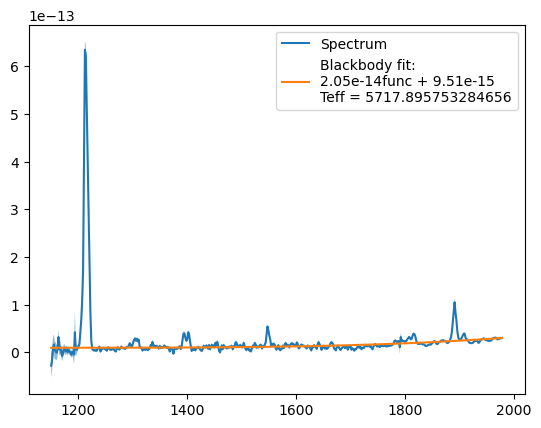 1e−13
Spectrum
Blackbody fit:
2.05e-14func + 9.51e-15
Teff = 5717.895753284656
6
5
4
3
2
1
0
1200 1400 1600 1800 2000